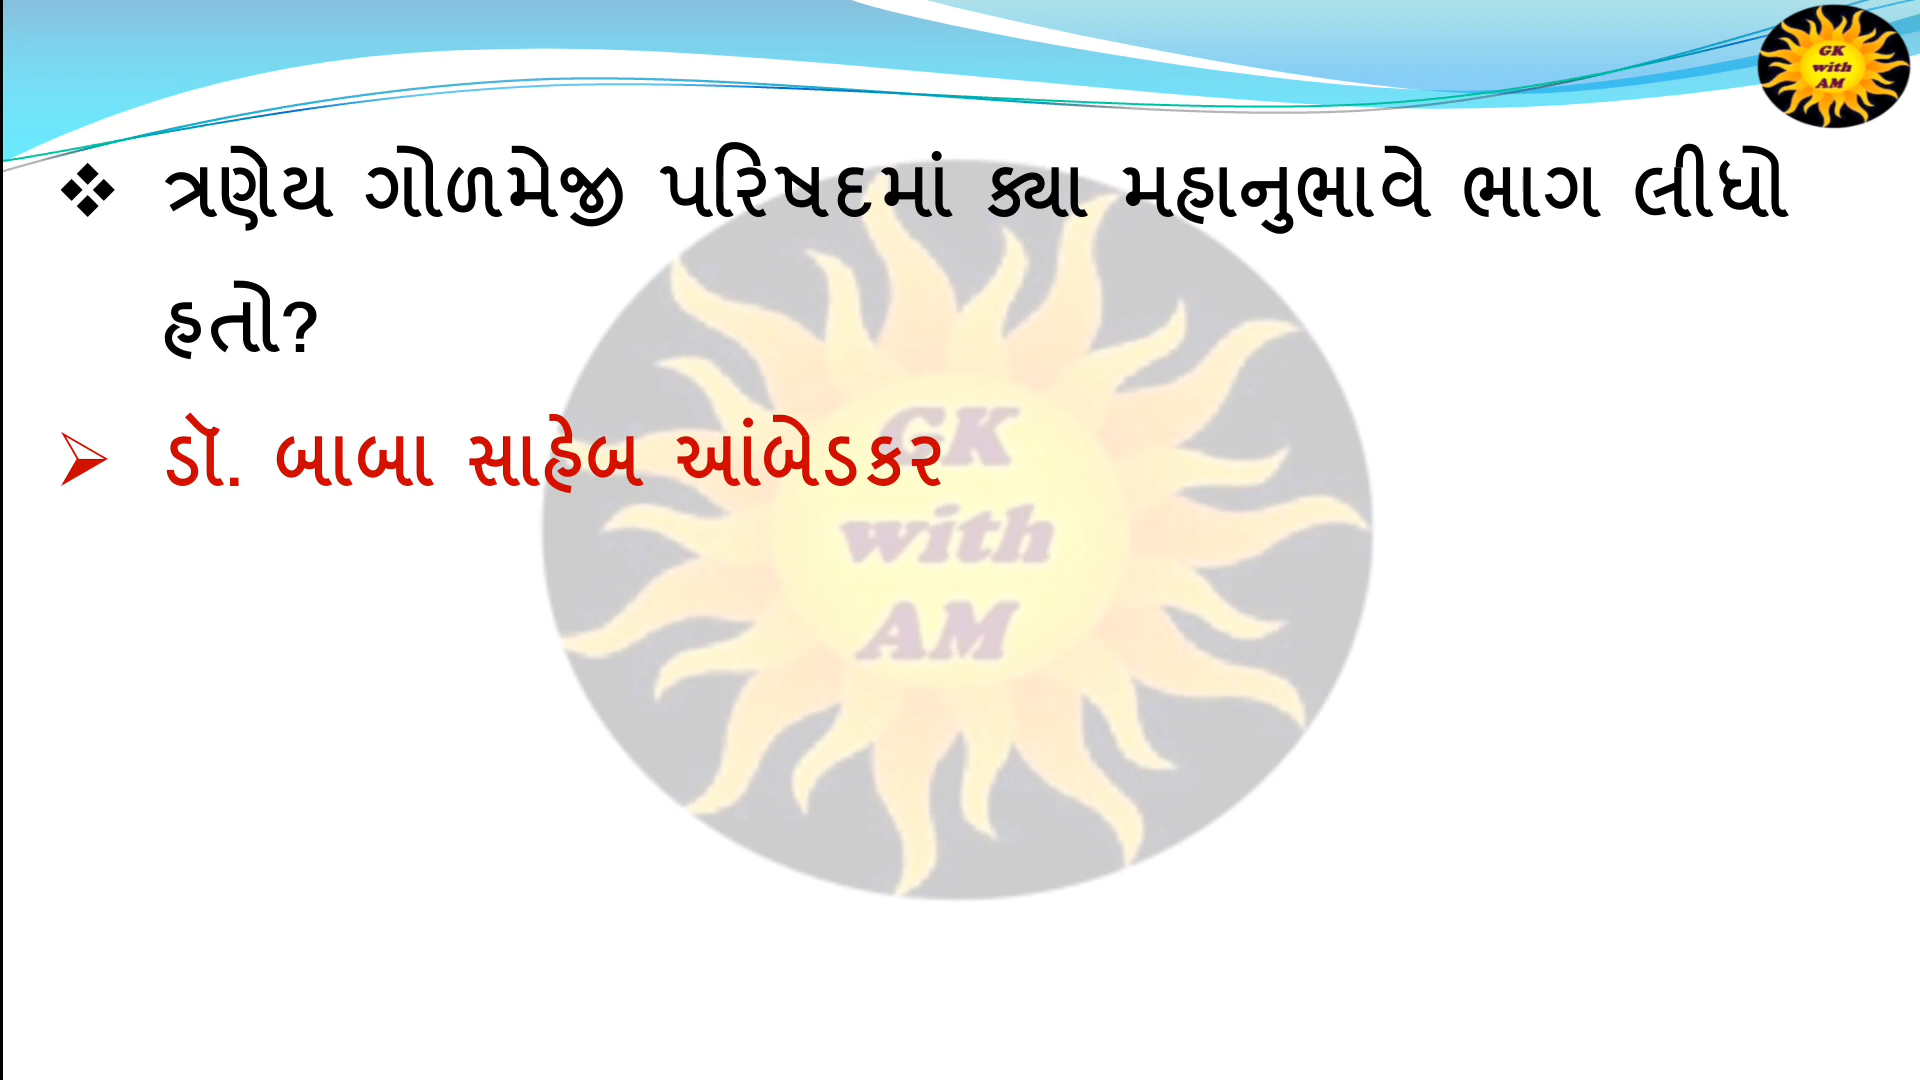 GK
with
AM
ત્રણેય ગોળમેજી પરિષદમાં ક્યા મહાનુભાવે ભાગ લીધો
હતો?
ડૉ. બાબા સાહેબ આંબેડકર
GK
with
AM